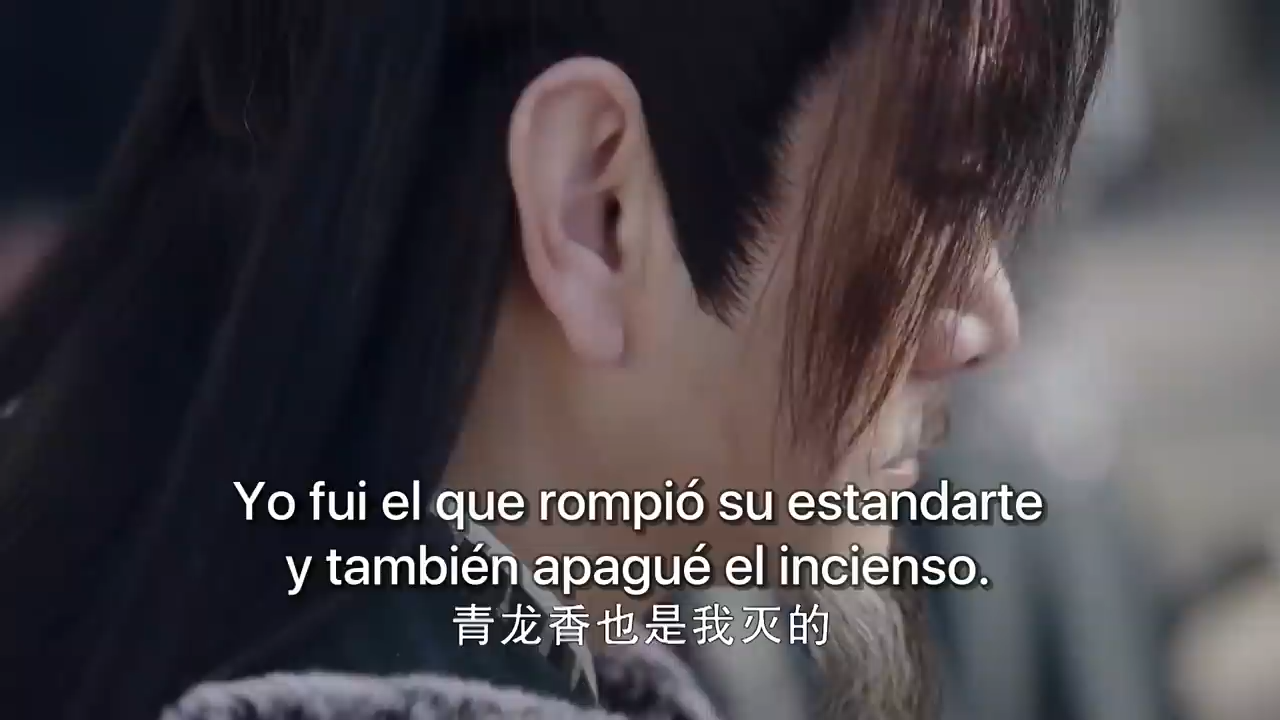 Yo fui el que rompió su estandarte
y también apagué el incienso.
青龙香也是我灭的